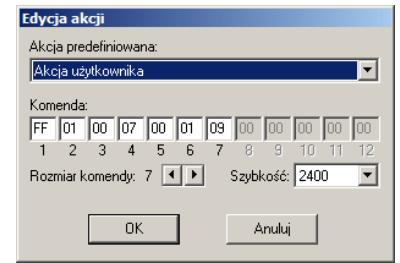 Edycja akcji
Akcja predefiniowana:
Akcja użytkownika
Komenda:
FF 01 00 07 00 01 09 00 00 00 00 00
1 2 3 4 5 6 7 8 9 10 11 12
Rozmiar komendy: 7 Szybkość: 2400
OK Anuluj